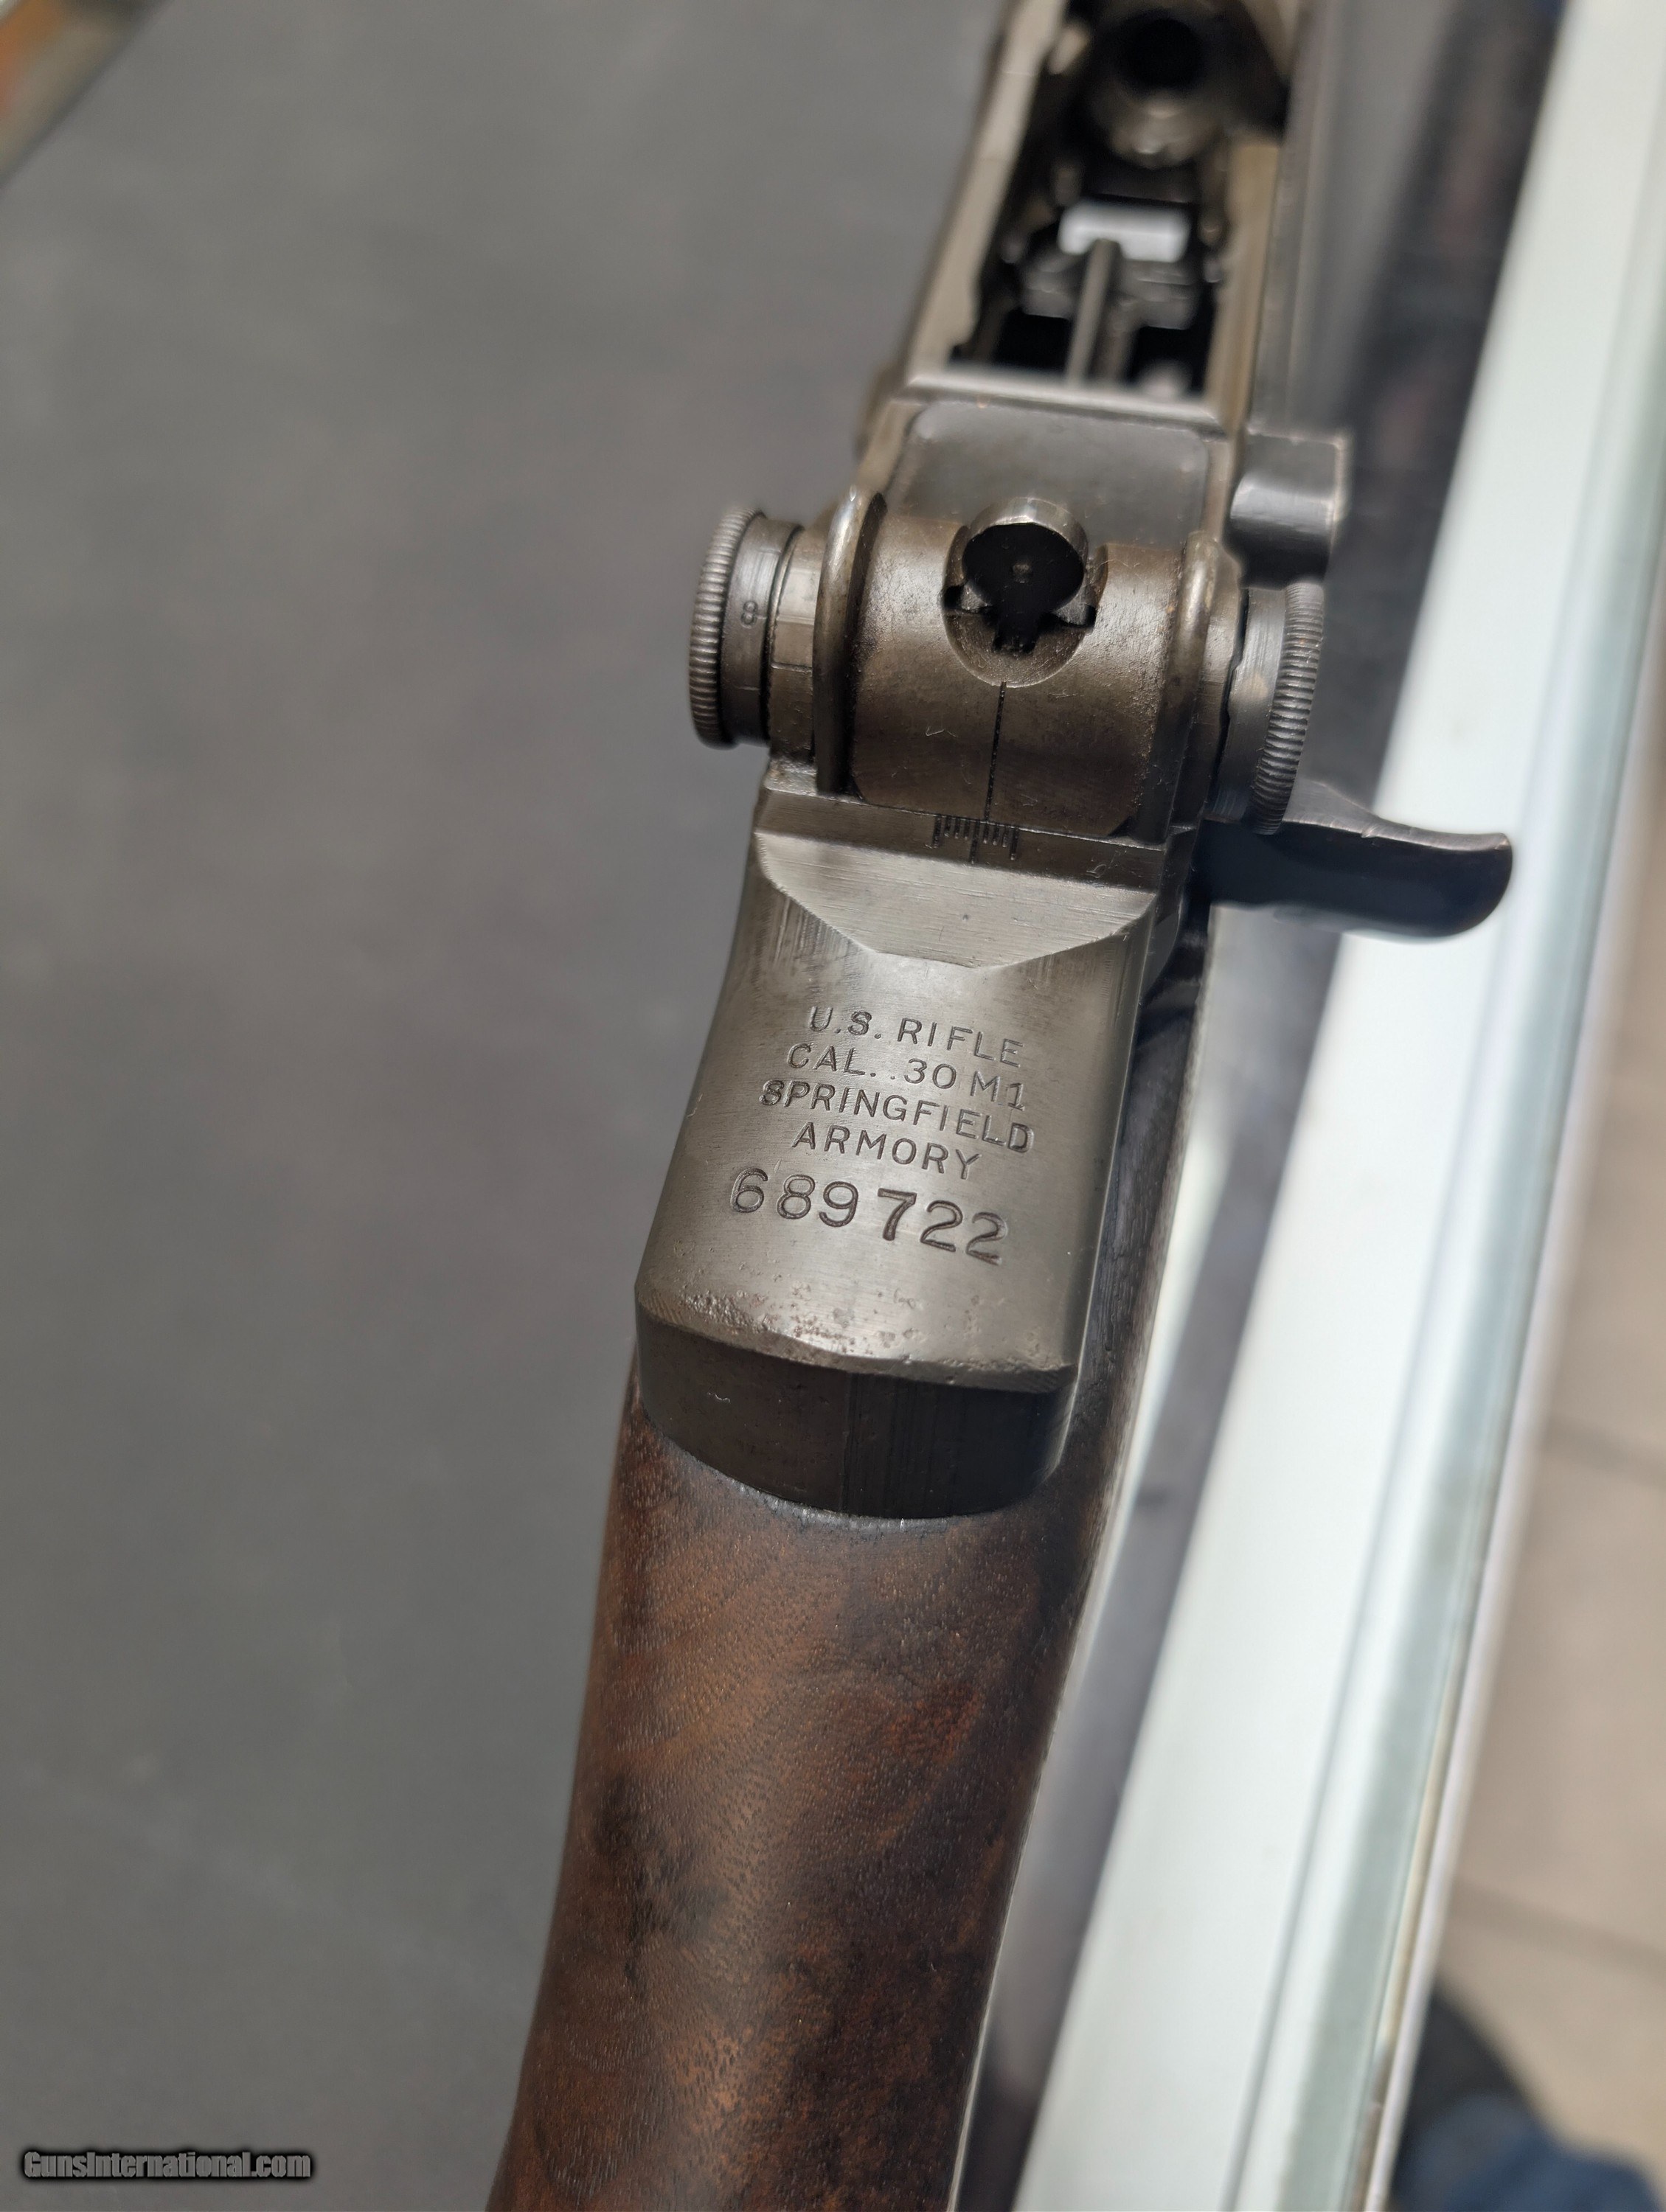 8
U.S. RIFLE
CAL. .30 M1
SPRINGFIELD
ARMORY
689722
GunsInternational.com